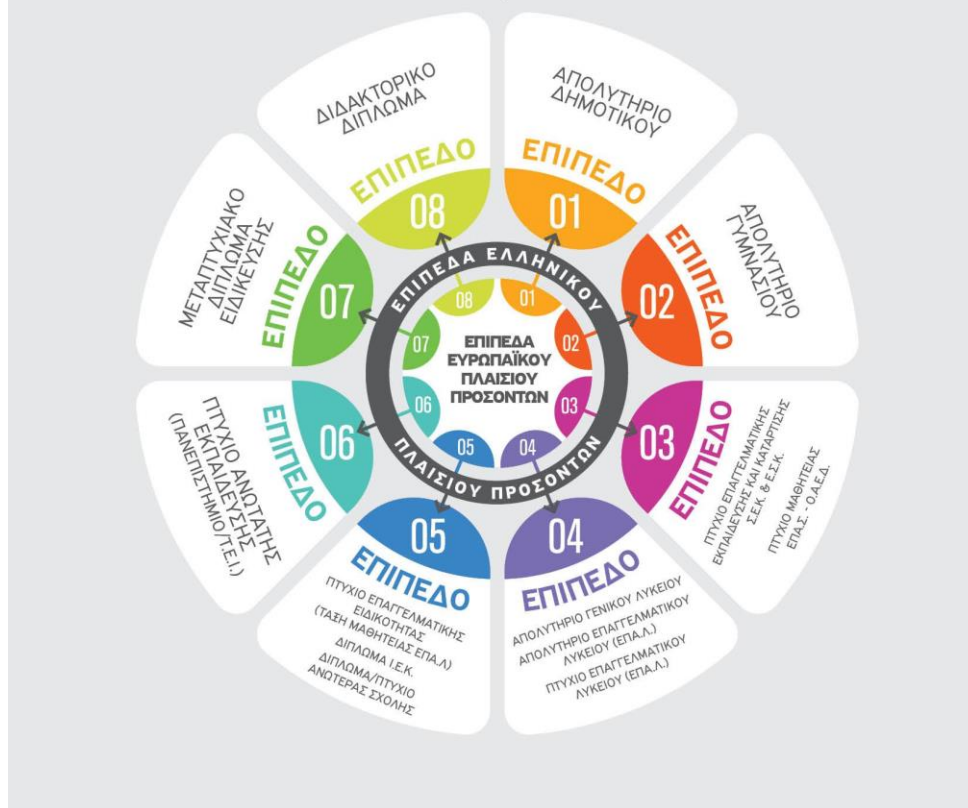 ΕΠΙΠΕΔΑ
ΕΥΡΩΠΑΪΚΟΥ
ΠΛΑΙΣΙΟΥ
ΠΡΟΣΟΝΤΩΝ
01
02
03
04
05
06
07
08
ΕΠΙΠΕΔΑ ΕΛΛΗΝΙΚΟΥ
ΠΛΑΙΣΙΟΥ ΠΡΟΣΟΝΤΩΝ
01
ΕΠΙΠΕΔΟ
ΑΠΟΛΥΤΗΡΙΟ
ΔΗΜΟΤΙΚΟΥ
02
ΕΠΙΠΕΔΟ
ΑΠΟΛΥΤΗΡΙΟ
ΓΥΜΝΑΣΙΟΥ
03
ΕΠΙΠΕΔΟ
ΠΤΥΧΙΟ ΕΠΑΓΓΕΛΜΑΤΙΚΗΣ
ΕΚΠΑΙΔΕΥΣΗΣ ΚΑΙ ΚΑΤΑΡΤΙΣΗΣ
Σ.Ε.Κ. & Ε.Σ.Κ.
ΠΤΥΧΙΟ ΜΑΘΗΤΕΙΑΣ
ΕΠΑ.Σ. - Ο.Α.Ε.Δ.
04
ΕΠΙΠΕΔΟ
ΑΠΟΛΥΤΗΡΙΟ ΓΕΝΙΚΟΥ ΛΥΚΕΙΟΥ
ΑΠΟΛΥΤΗΡΙΟ ΕΠΑΓΓΕΛΜΑΤΙΚΟΥ
ΛΥΚΕΙΟΥ (ΕΠΑ.Λ.)
ΠΤΥΧΙΟ ΕΠΑΓΓΕΛΜΑΤΙΚΟΥ
ΛΥΚΕΙΟΥ (ΕΠΑ.Λ.)
05
ΕΠΙΠΕΔΟ
ΠΤΥΧΙΟ ΕΠΑΓΓΕΛΜΑΤΙΚΗΣ
ΕΙΔΙΚΟΤΗΤΑΣ
(ΤΑΞΗ ΜΑΘΗΤΕΙΑΣ ΕΠΑ.Λ)
ΔΙΠΛΩΜΑ Ι.Ε.Κ.
ΔΙΠΛΩΜΑ/ΠΤΥΧΙΟ
ΑΝΩΤΕΡΑΣ ΣΧΟΛΗΣ
06
ΕΠΙΠΕΔΟ
ΠΤΥΧΙΟ ΑΝΩΤΑΤΗΣ
ΕΚΠΑΙΔΕΥΣΗΣ
(ΠΑΝΕΠΙΣΤΗΜΙΟ/Τ.Ε.Ι.)
07
ΕΠΙΠΕΔΟ
ΜΕΤΑΠΤΥΧΙΑΚΟ
ΔΙΠΛΩΜΑ
ΕΙΔΙΚΕΥΣΗΣ
08
ΕΠΙΠΕΔΟ
ΔΙΔΑΚΤΟΡΙΚΟ
ΔΙΠΛΩΜΑ